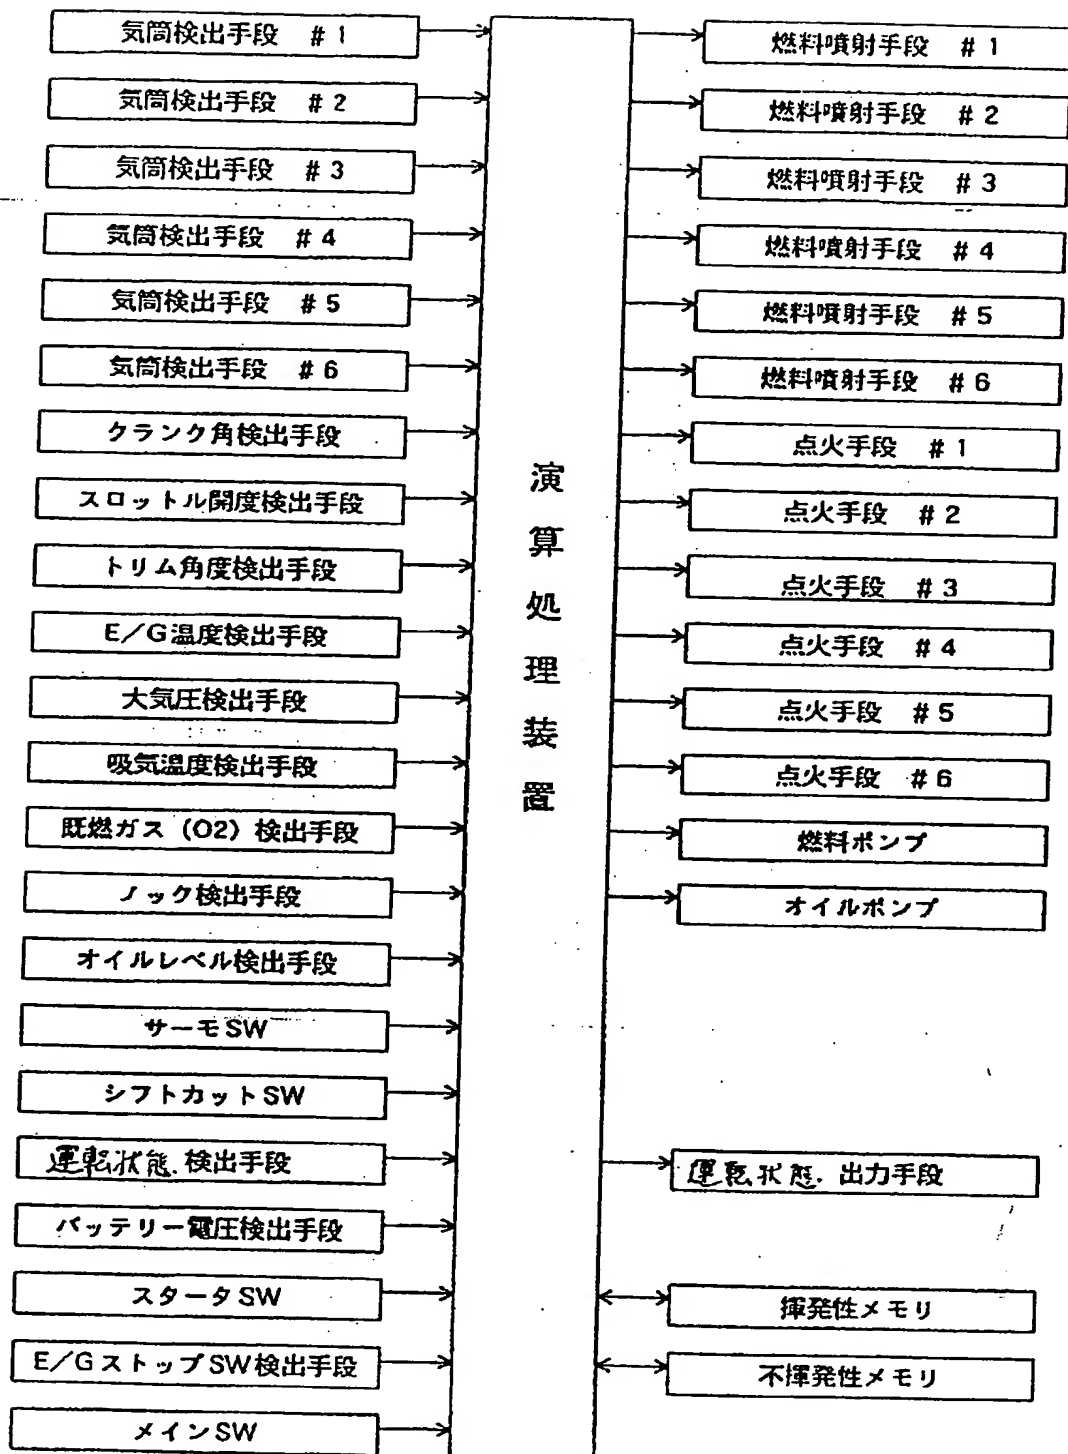 気筒検出手段 #1
気筒検出手段 #2
気筒検出手段 #3
気筒検出手段 #4
気筒検出手段 #5
気筒検出手段 #6
クランク角検出手段
スロットル開度検出手段
トリム角度検出手段
E/G温度検出手段
大気圧検出手段
吸気温度検出手段
既燃ガス（O2）検出手段
ノック検出手段
オイルレベル検出手段
サーモSW
シフトカットSW
運転状態.検出手段
バッテリー電圧検出手段
スタータSW
E/GストップSW検出手段
メインSW
演算処理装置
燃料噴射手段 #1
燃料噴射手段 #2
燃料噴射手段 #3
燃料噴射手段 #4
燃料噴射手段 #5
燃料噴射手段 #6
点火手段 #1
点火手段 #2
点火手段 #3
点火手段 #4
点火手段 #5
点火手段 #6
燃料ポンプ
オイルポンプ
運転状態.出力手段
揮発性メモリ
不揮発性メモリ